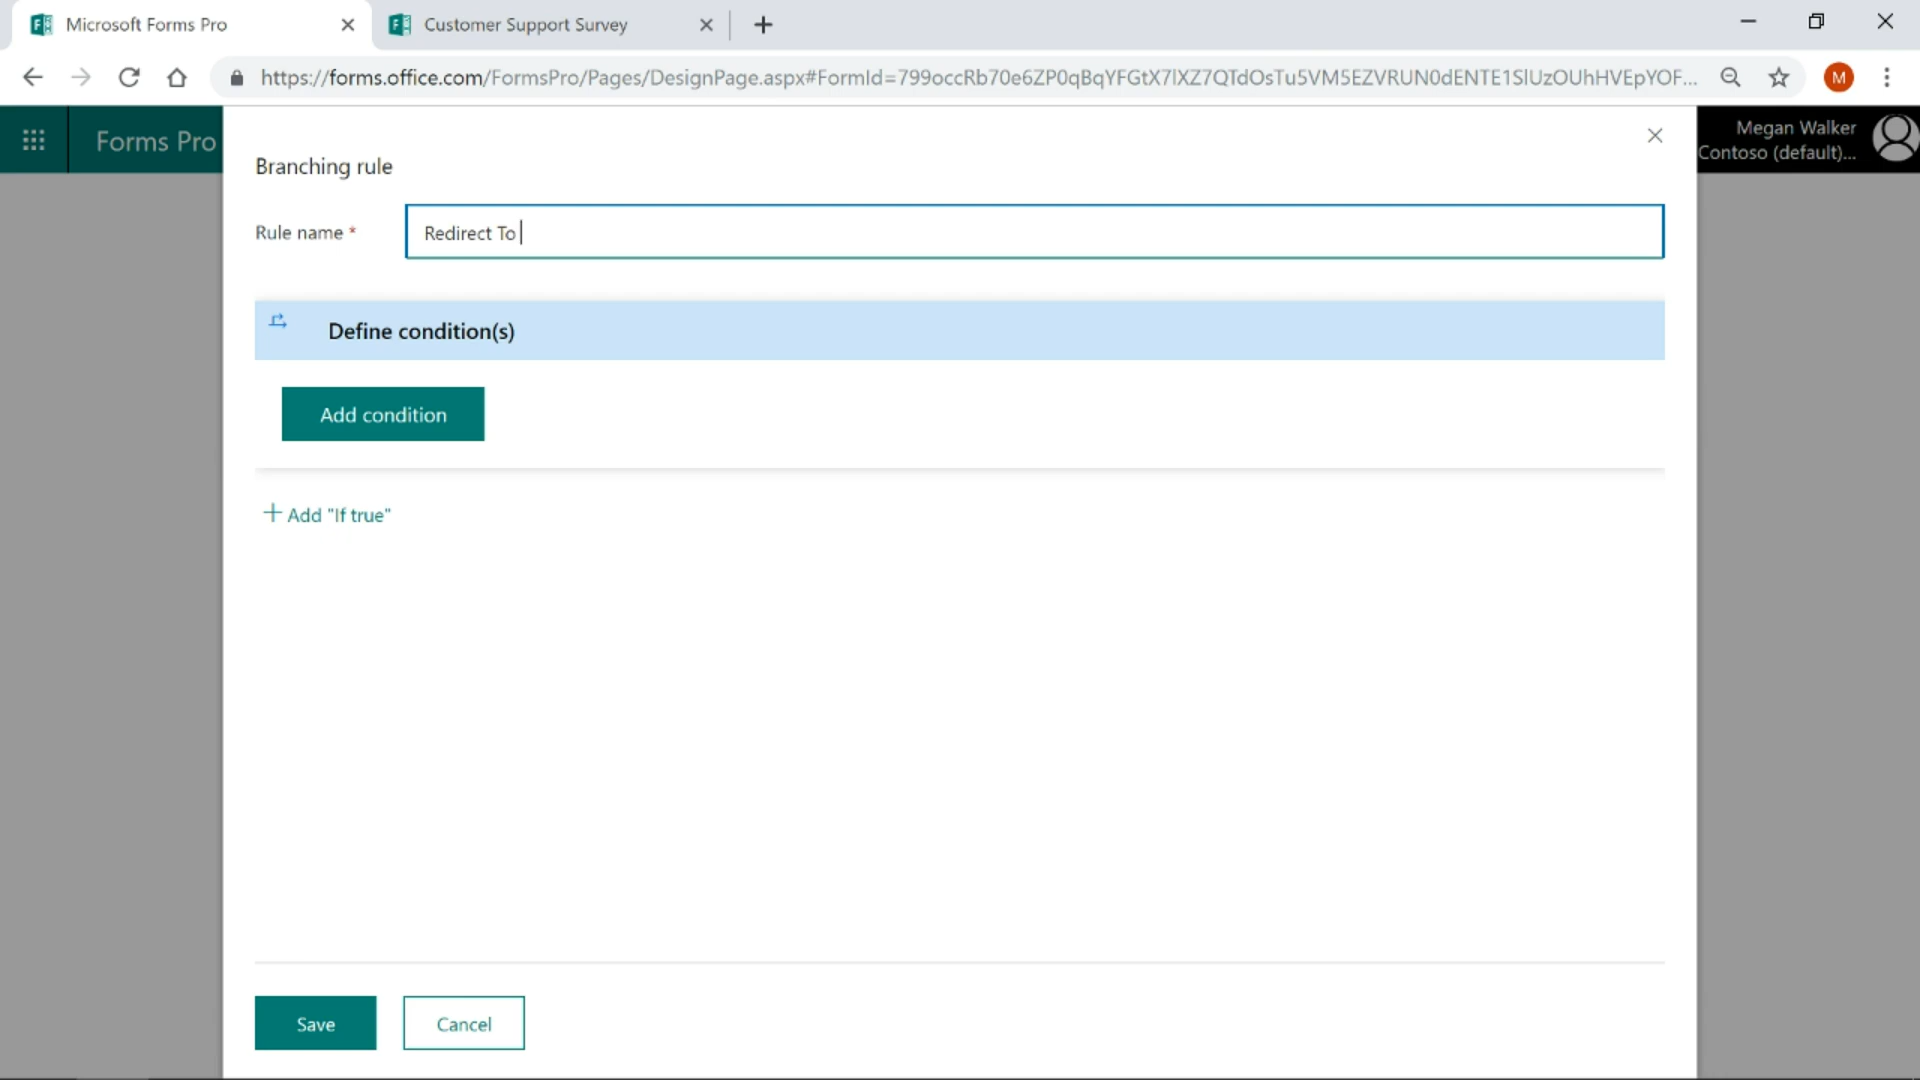 Microsoft Forms Pro
Customer Support Survey
https://forms.office.com/FormsPro/Pages/DesignPage.aspx#FormId=799occRb70e6ZP0qBqYFGtX7lXZ7QTdOsTu5VM5EZVRUN0dENTE1SlUzOUhHVEpYOF...
M
Forms Pro
Megan Walker
Contoso (default)...
Branching rule
Rule name *
Redirect To
Define condition(s)
Add condition
Add "If true"
Save
Cancel